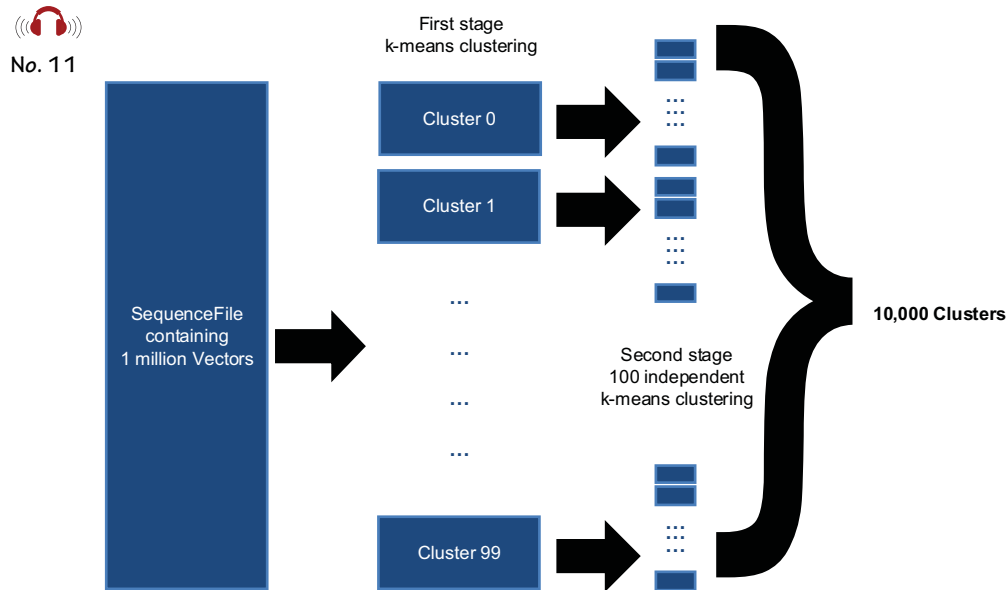 No. 11
First stage
k-means clustering
Cluster 0
...
...
Cluster 1
...
...
SequenceFile
containing
1 million Vectors
...
...
...
...
10,000 Clusters
Second stage
100 independent
k-means clustering
Cluster 99
...
...
...